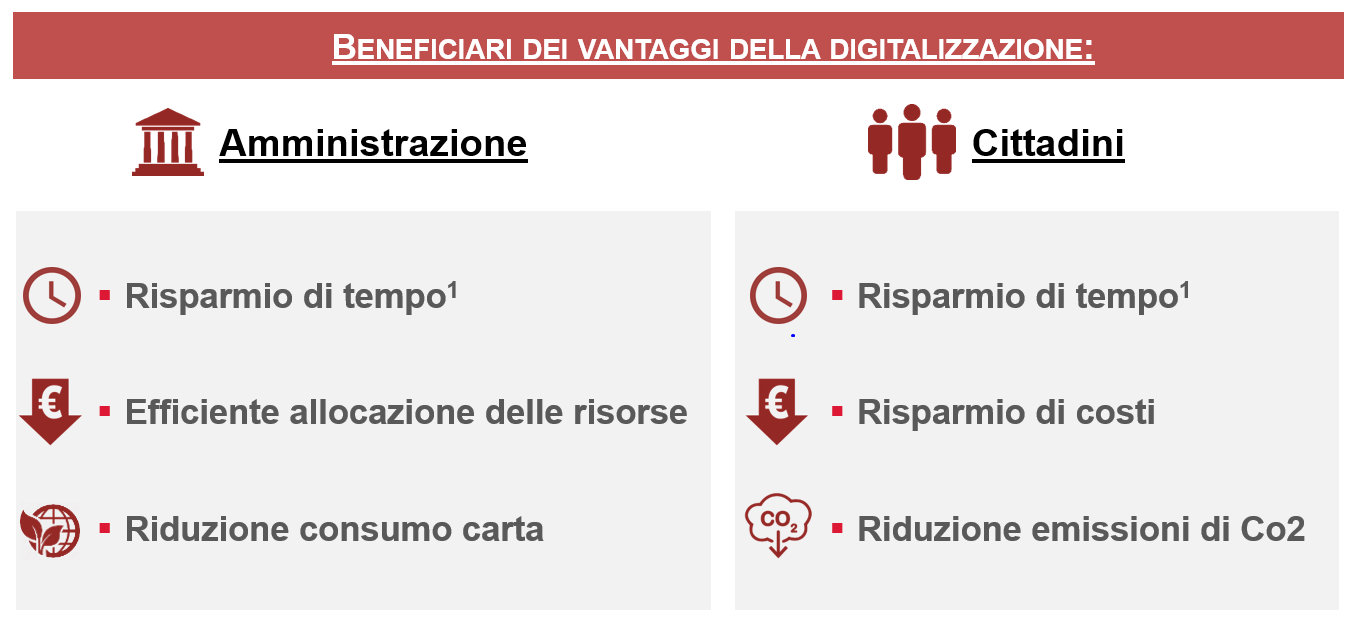 BENEFICIARI DEI VANTAGGI DELLA DIGITALIZZAZIONE:
Amministrazione
▪ Risparmio di tempo¹
€ ▪ Efficiente allocazione delle risorse
▪ Riduzione consumo carta
Cittadini
▪ Risparmio di tempo¹
€ ▪ Risparmio di costi
CO₂ ▪ Riduzione emissioni di Co2